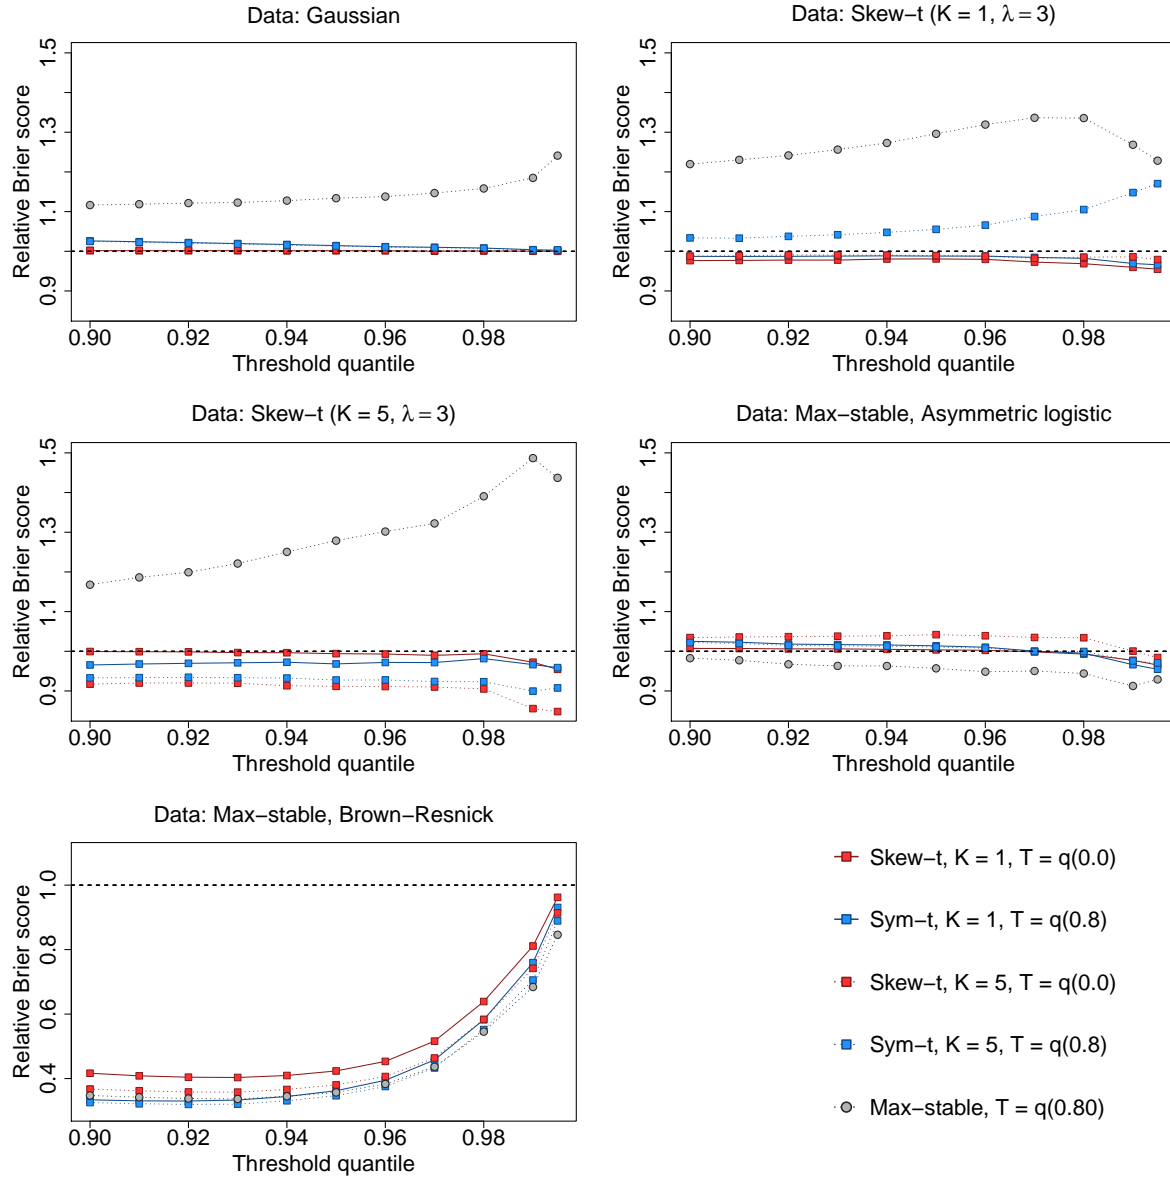 Data: Gaussian
Relative Brier score
1.5
1.3
1.1
0.9
0.90 0.92 0.94 0.96 0.98
Threshold quantile
Data: Skew−t (K = 1, λ = 3)
Relative Brier score
1.5
1.3
1.1
0.9
0.90 0.92 0.94 0.96 0.98
Threshold quantile
Data: Skew−t (K = 5, λ = 3)
Relative Brier score
1.5
1.3
1.1
0.9
0.90 0.92 0.94 0.96 0.98
Threshold quantile
Data: Max−stable, Asymmetric logistic
Relative Brier score
1.5
1.3
1.1
0.9
0.90 0.92 0.94 0.96 0.98
Threshold quantile
Data: Max−stable, Brown−Resnick
Relative Brier score
1.0
0.8
0.6
0.4
0.90 0.92 0.94 0.96 0.98
Threshold quantile
Skew−t, K = 1, T = q(0.0)
Sym−t, K = 1, T = q(0.8)
Skew−t, K = 5, T = q(0.0)
Sym−t, K = 5, T = q(0.8)
Max−stable, T = q(0.80)